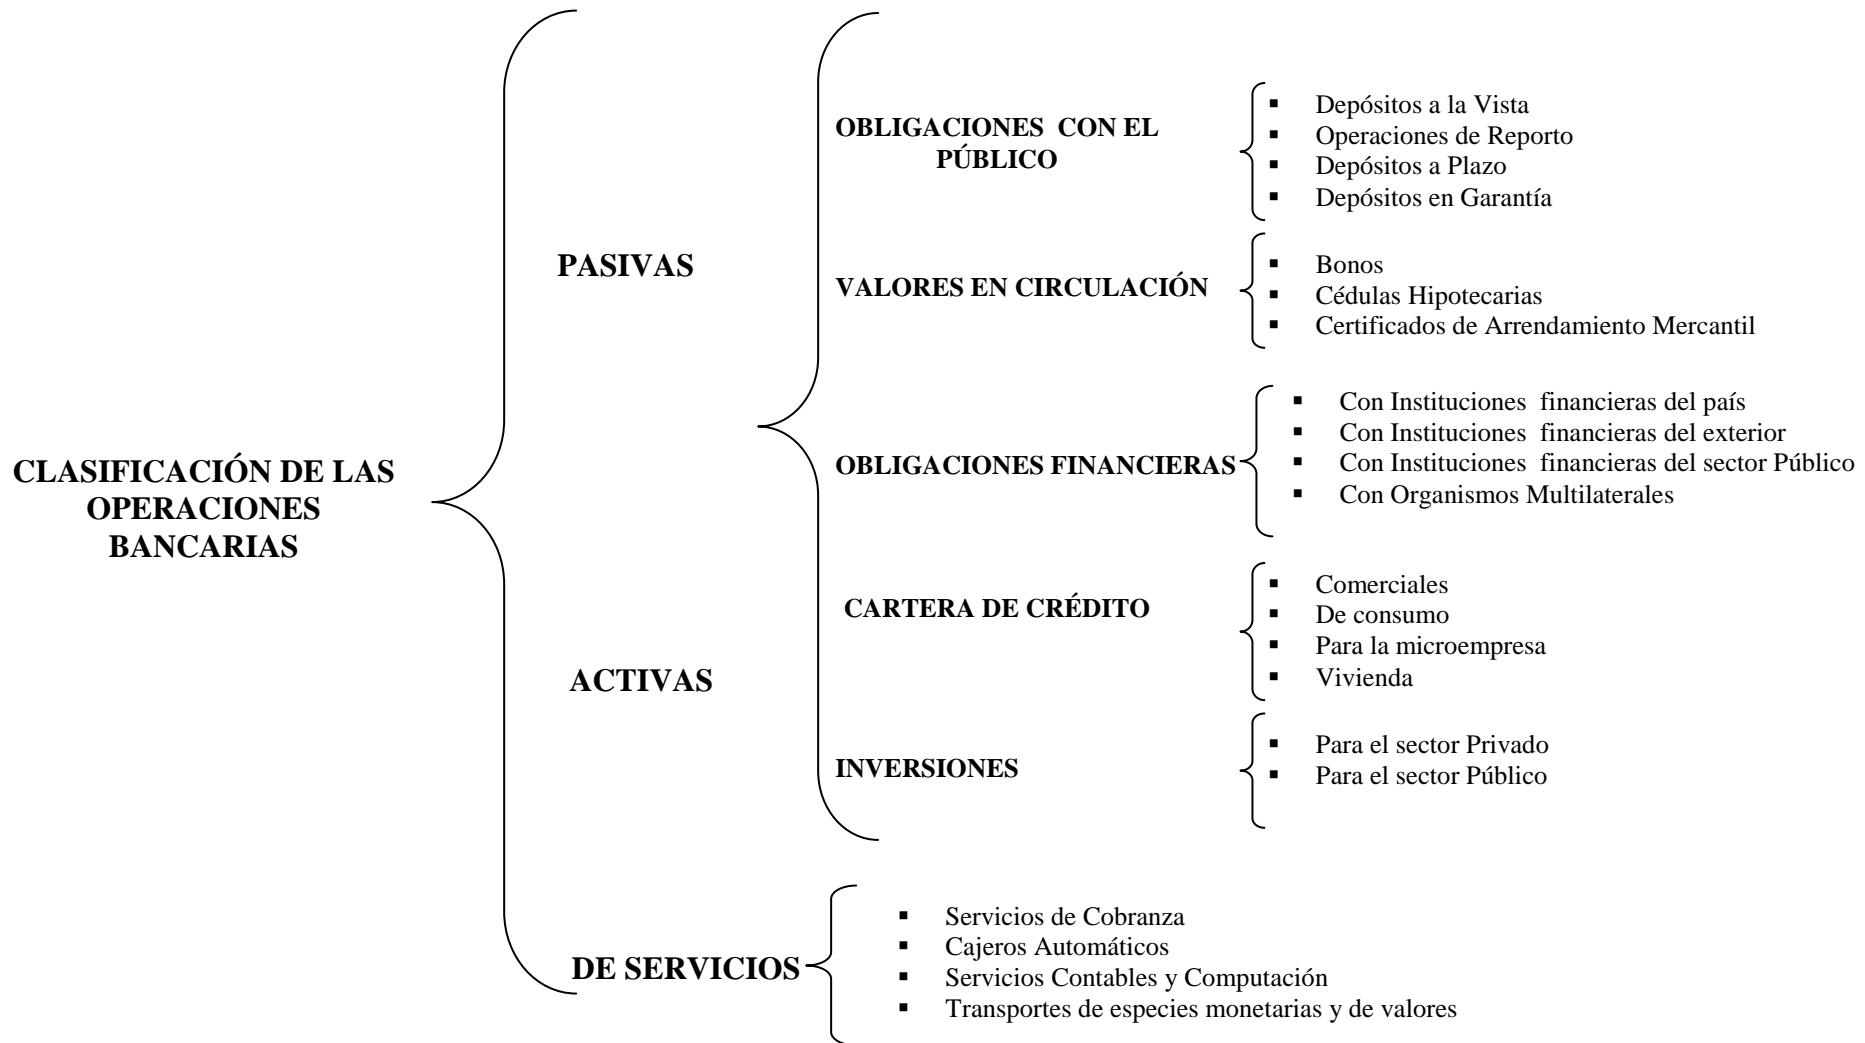 CLASIFICACIÓN DE LAS
OPERACIONES
BANCARIAS
PASIVAS
OBLIGACIONES CON EL
PÚBLICO
▪ Depósitos a la Vista
▪ Operaciones de Reporto
▪ Depósitos a Plazo
▪ Depósitos en Garantía
VALORES EN CIRCULACIÓN
▪ Bonos
▪ Cédulas Hipotecarias
▪ Certificados de Arrendamiento Mercantil
OBLIGACIONES FINANCIERAS
▪ Con Instituciones financieras del país
▪ Con Instituciones financieras del exterior
▪ Con Instituciones financieras del sector Público
▪ Con Organismos Multilaterales
ACTIVAS
CARTERA DE CRÉDITO
▪ Comerciales
▪ De consumo
▪ Para la microempresa
▪ Vivienda
INVERSIONES
▪ Para el sector Privado
▪ Para el sector Público
DE SERVICIOS
▪ Servicios de Cobranza
▪ Cajeros Automáticos
▪ Servicios Contables y Computación
▪ Transportes de especies monetarias y de valores